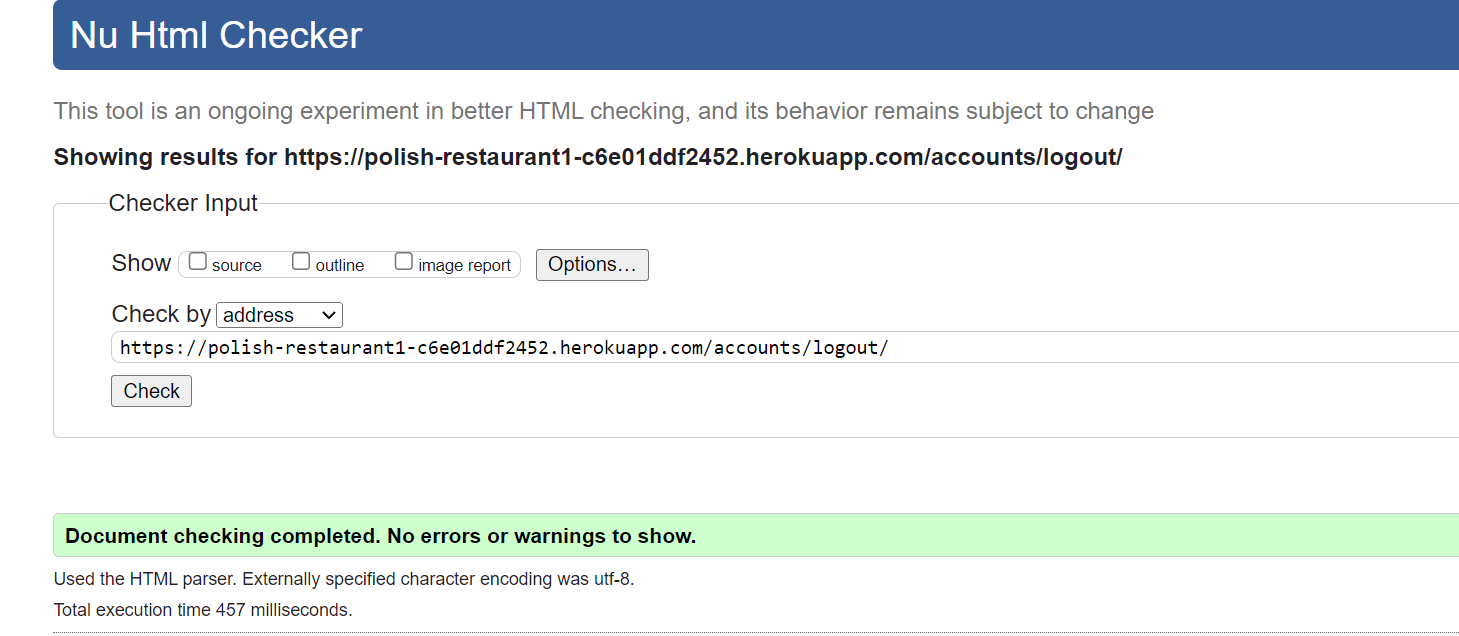 Nu Html Checker
This tool is an ongoing experiment in better HTML checking, and its behavior remains subject to change
Showing results for https://polish-restaurant1-c6e01ddf2452.herokuapp.com/accounts/logout/
Checker Input
Show source outline image report Options...
Check by address
https://polish-restaurant1-c6e01ddf2452.herokuapp.com/accounts/logout/
Check
Document checking completed. No errors or warnings to show.
Used the HTML parser. Externally specified character encoding was utf-8.
Total execution time 457 milliseconds.